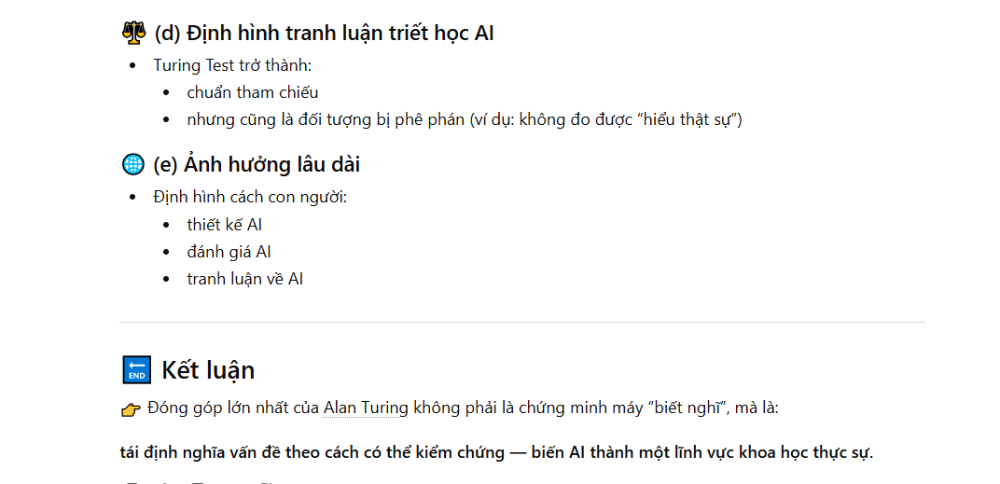 (d) Định hình tranh luận triết học AI
Turing Test trở thành:
chuẩn tham chiếu
nhưng cũng là đối tượng bị phê phán (ví dụ: không đo được “hiểu thật sự”)
(e) Ảnh hưởng lâu dài
Định hình cách con người:
thiết kế AI
đánh giá AI
tranh luận về AI
END
Kết luận
Đóng góp lớn nhất của Alan Turing không phải là chứng minh máy “biết nghĩ”, mà là:
tái định nghĩa vấn đề theo cách có thể kiểm chứng — biến AI thành một lĩnh vực khoa học thực sự.